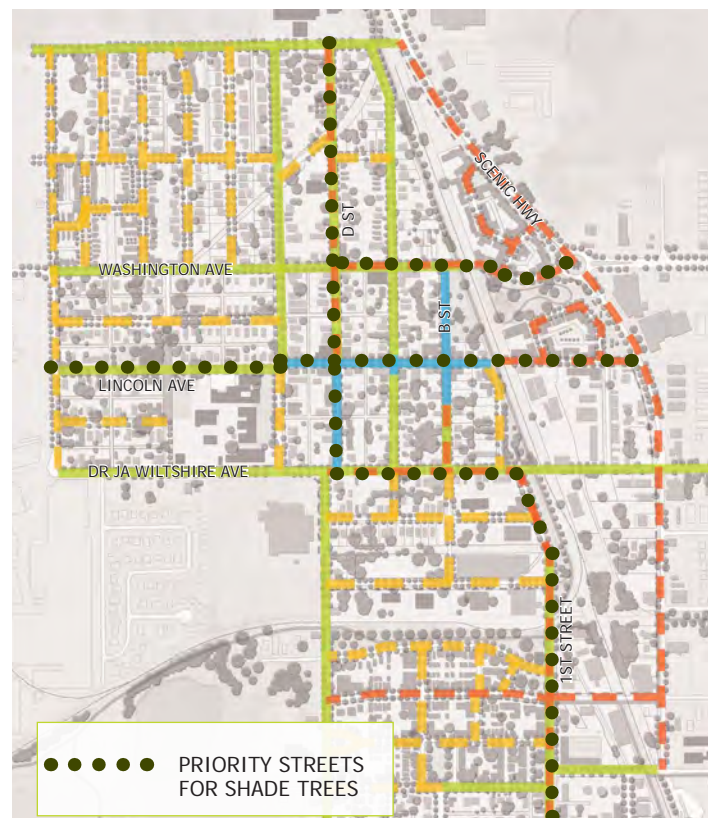 SCENIC HWY
D ST
WASHINGTON AVE
B ST
LINCOLN AVE
DR JA WILTSHIRE AVE
1ST STREET
PRIORITY STREETS
FOR SHADE TREES